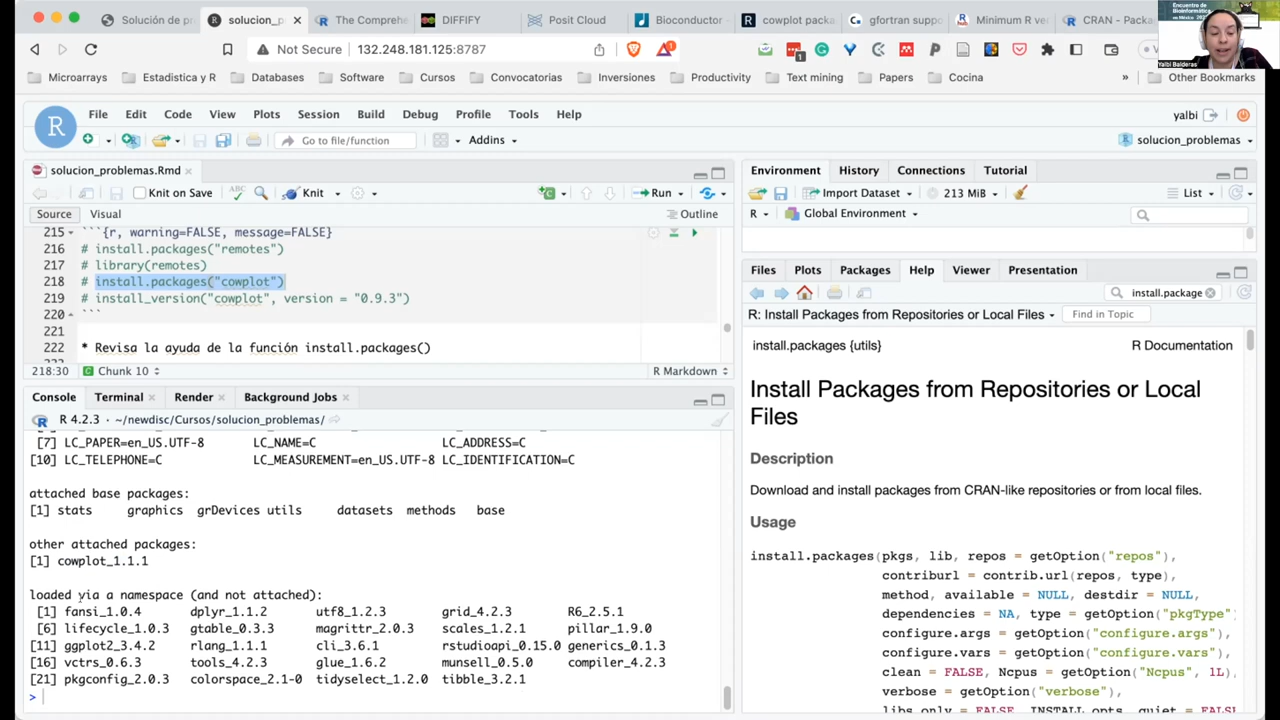 Solución de pr
solucion_p
The Comprehe
DIFFIFY
Posit Cloud
Bioconductor
cowplot packa
gfortran suppo
Minimum R ve
CRAN - Packa
Encuentro de
Bioinformática
en México
Yalbi Balderas
Not Secure
132.248.181.125:8787
Microarrays
Estadistica y R
Databases
Software
Cursos
Convocatorias
Inversiones
Productivity
Text mining
Papers
Cocina
»
Other Bookmarks
R
File Edit Code View Plots Session Build Debug Profile Tools Help
yalbi
Go to file/function
Addins
solucion_problemas
solucion_problemas.Rmd
Knit on Save
ABC
Knit
Run
Source
Visual
Outline
215 ```{r, warning=FALSE, message=FALSE}
216 # install.packages("remotes")
217 # library(remotes)
218 # install.packages("cowplot")
219 # install_version("cowplot", version = "0.9.3")
220 ```
221
222 * Revisa la ayuda de la función install.packages()
218:30
Chunk 10
R Markdown
Console
Terminal
Render
Background Jobs
R 4.2.3 · ~/newdisc/Cursos/solucion_problemas/
[7] LC_PAPER=en_US.UTF-8 LC_NAME=C LC_ADDRESS=C
[10] LC_TELEPHONE=C LC_MEASUREMENT=en_US.UTF-8 LC_IDENTIFICATION=C
attached base packages:
[1] stats graphics grDevices utils datasets methods base
other attached packages:
[1] cowplot_1.1.1
loaded via a namespace (and not attached):
[1] fansi_1.0.4 dplyr_1.1.2 utf8_1.2.3 grid_4.2.3 R6_2.5.1
[6] lifecycle_1.0.3 gtable_0.3.3 magrittr_2.0.3 scales_1.2.1 pillar_1.9.0
[11] ggplot2_3.4.2 rlang_1.1.1 cli_3.6.1 rstudioapi_0.15.0 generics_0.1.3
[16] vctrs_0.6.3 tools_4.2.3 glue_1.6.2 munsell_0.5.0 compiler_4.2.3
[21] pkgconfig_2.0.3 colorspace_2.1-0 tidyselect_1.2.0 tibble_3.2.1
>
Environment
History
Connections
Tutorial
Import Dataset
213 MiB
List
R
Global Environment
Files
Plots
Packages
Help
Viewer
Presentation
install.package
R: Install Packages from Repositories or Local Files
Find in Topic
install.packages {utils}
R Documentation
Install Packages from Repositories or Local
Files
Description
Download and install packages from CRAN-like repositories or from local files.
Usage
install.packages(pkgs, lib, repos = getOption("repos"),
contriburl = contrib.url(repos, type),
method, available = NULL, destdir = NULL,
dependencies = NA, type = getOption("pkgType")
configure.args = getOption("configure.args"),
configure.vars = getOption("configure.vars"),
clean = FALSE, Ncpus = getOption("Ncpus", 1L),
verbose = getOption("verbose"),
libs_only = FALSE, INSTALL_opts, quiet = FALS